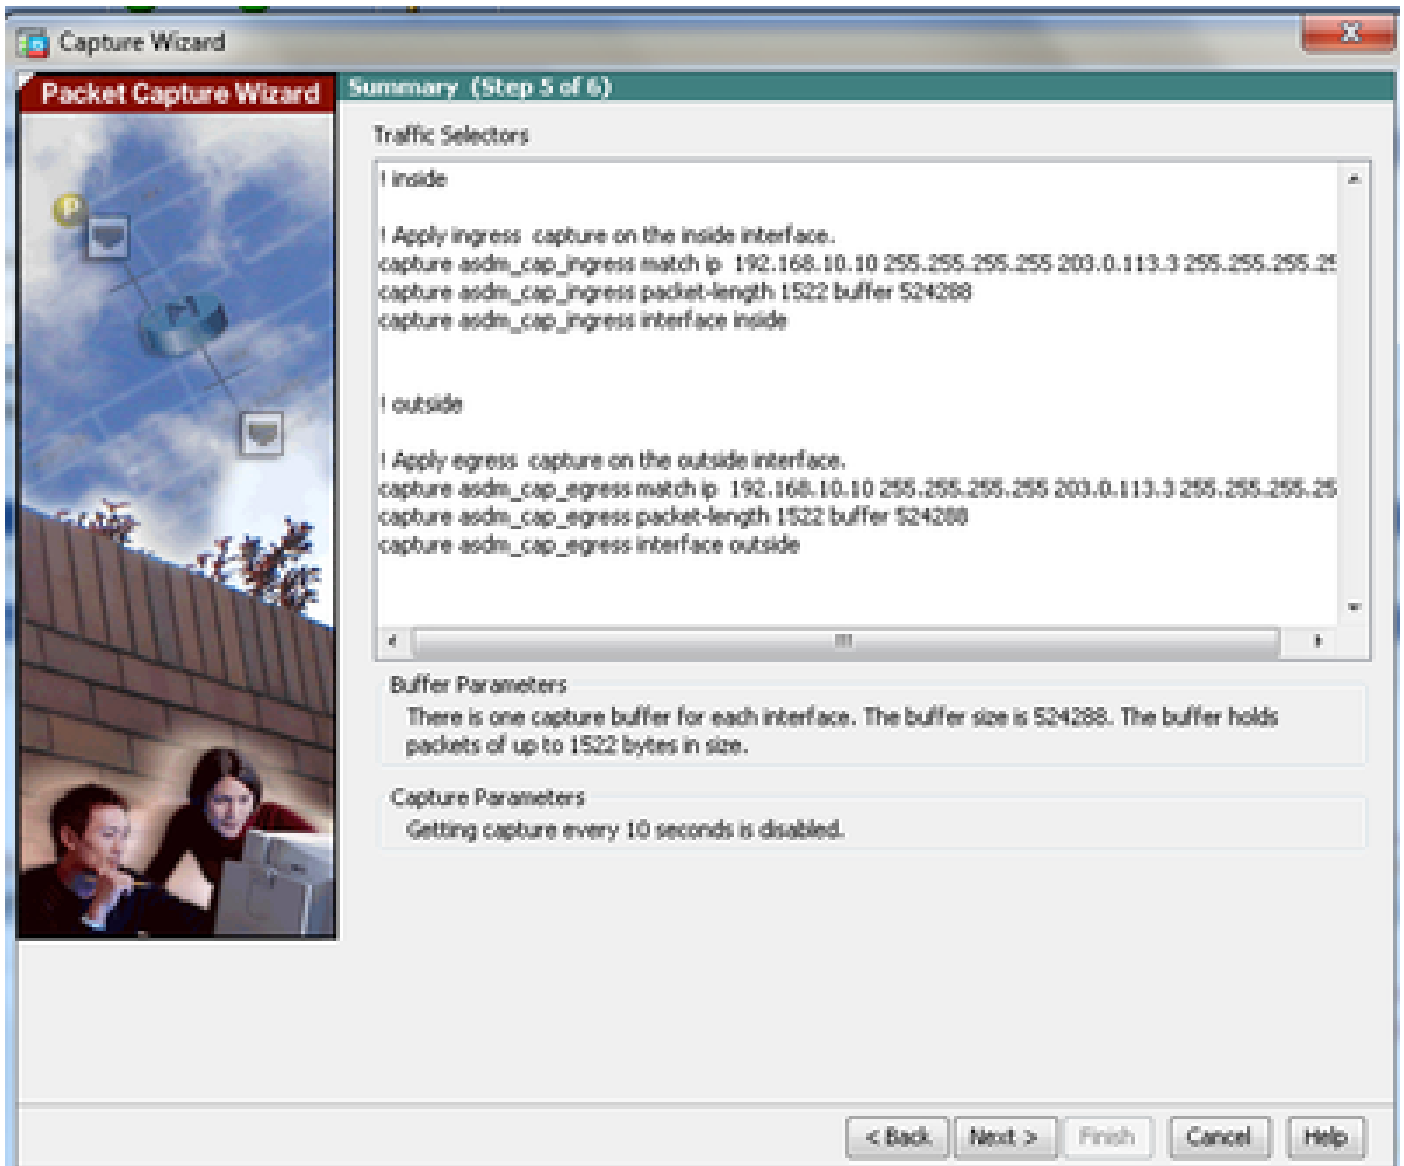 Capture Wizard
Packet Capture Wizard
Summary (Step 5 of 6)
Traffic Selectors
! inside
! Apply ingress  capture on the inside interface.
capture asdm_cap_ingress match ip  192.168.10.10 255.255.255.255 203.0.113.3 255.255.255.25
capture asdm_cap_ingress packet-length 1522 buffer 524288
capture asdm_cap_ingress interface inside
! outside
! Apply egress  capture on the outside interface.
capture asdm_cap_egress match ip  192.168.10.10 255.255.255.255 203.0.113.3 255.255.255.25
capture asdm_cap_egress packet-length 1522 buffer 524288
capture asdm_cap_egress interface outside
Buffer Parameters
There is one capture buffer for each interface. The buffer size is 524288. The buffer holds
packets of up to 1522 bytes in size.
Capture Parameters
Getting capture every 10 seconds is disabled.
< Back
Next >
Finish
Cancel
Help